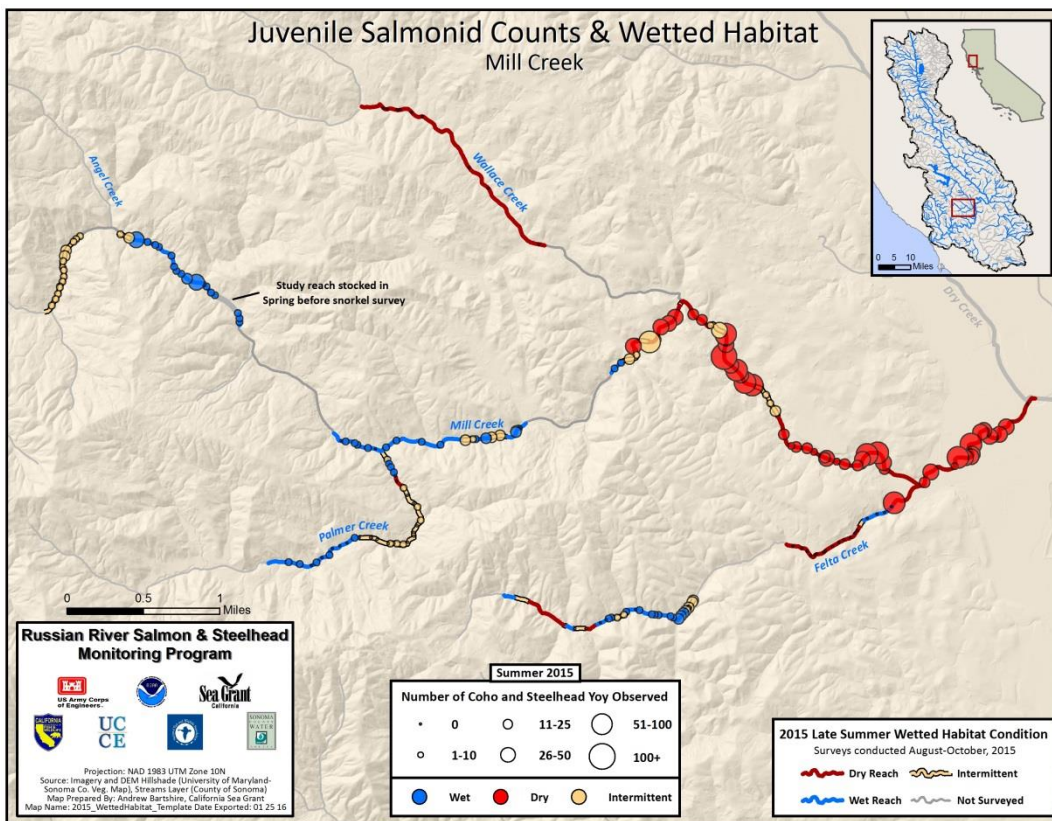 Juvenile Salmonid Counts & Wetted Habitat
Mill Creek
Angel Creek
Wallace Creek
Study reach stocked in
Spring before snorkel survey
Dry Creek
Mill Creek
Palmer Creek
Felta Creek
0 5 10
Miles
0 0.5 1
Miles
Russian River Salmon & Steelhead
Monitoring Program
US Army Corps
of Engineers
Sea Grant
California
UC
CE
SONOMA
WATER
Projection: NAD 1983 UTM Zone 10N
Source: Imagery and DEM Hillshade (University of Maryland-
Sonoma Co. Veg. Map), Streams Layer (County of Sonoma)
Map Prepared By: Andrew Bartshire, California Sea Grant
Map Name: 2015_WettedHabitat_Template Date Exported: 01 25 16
Summer 2015
Number of Coho and Steelhead Yoy Observed
0 11-25 51-100
1-10 26-50 100+
Wet Dry Intermittent
2015 Late Summer Wetted Habitat Condition
Surveys conducted August-October, 2015
Dry Reach Intermittent
Wet Reach Not Surveyed